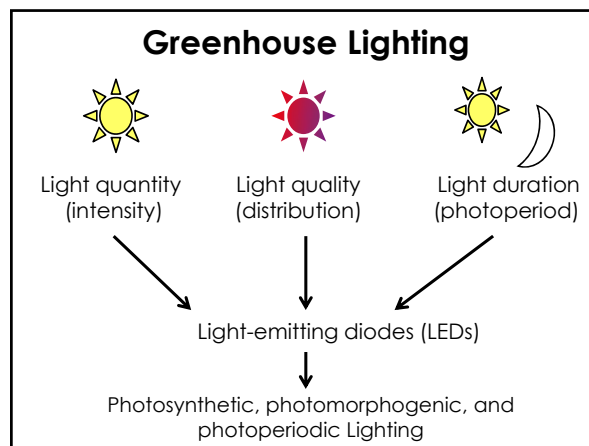 Greenhouse Lighting
Light quantity
(intensity)
Light quality
(distribution)
Light duration
(photoperiod)
Light-emitting diodes (LEDs)
Photosynthetic, photomorphogenic, and
photoperiodic Lighting